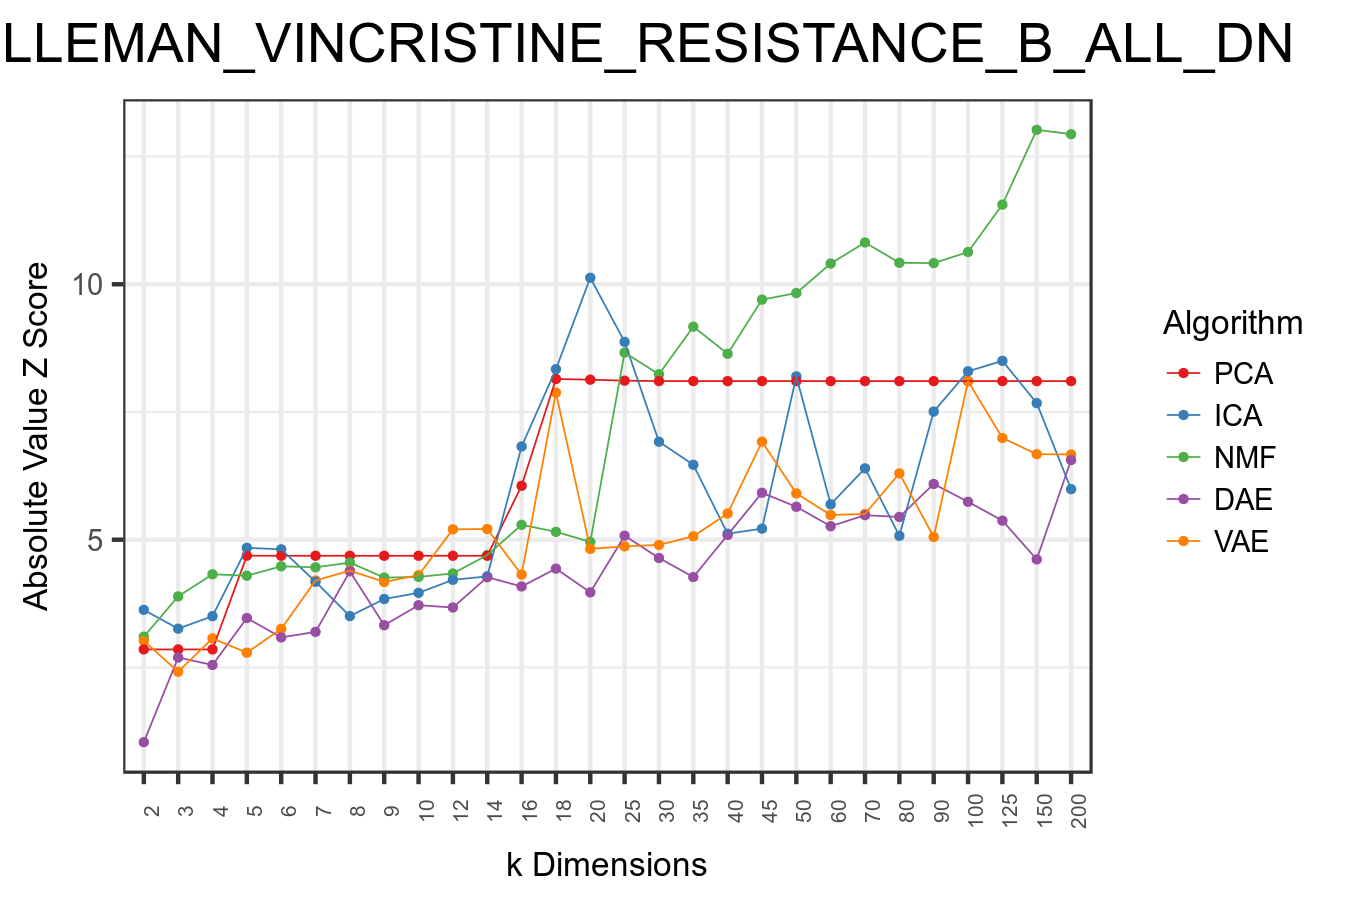 LLEMAN_VINCRISTINE_RESISTANCE_B_ALL_DN
Absolute Value Z Score
10
5
2 3 4 5 6 7 8 9 10 12 14 16 18 20 25 30 35 40 45 50 60 70 80 90 100 125 150 200
k Dimensions
Algorithm
PCA
ICA
NMF
DAE
VAE